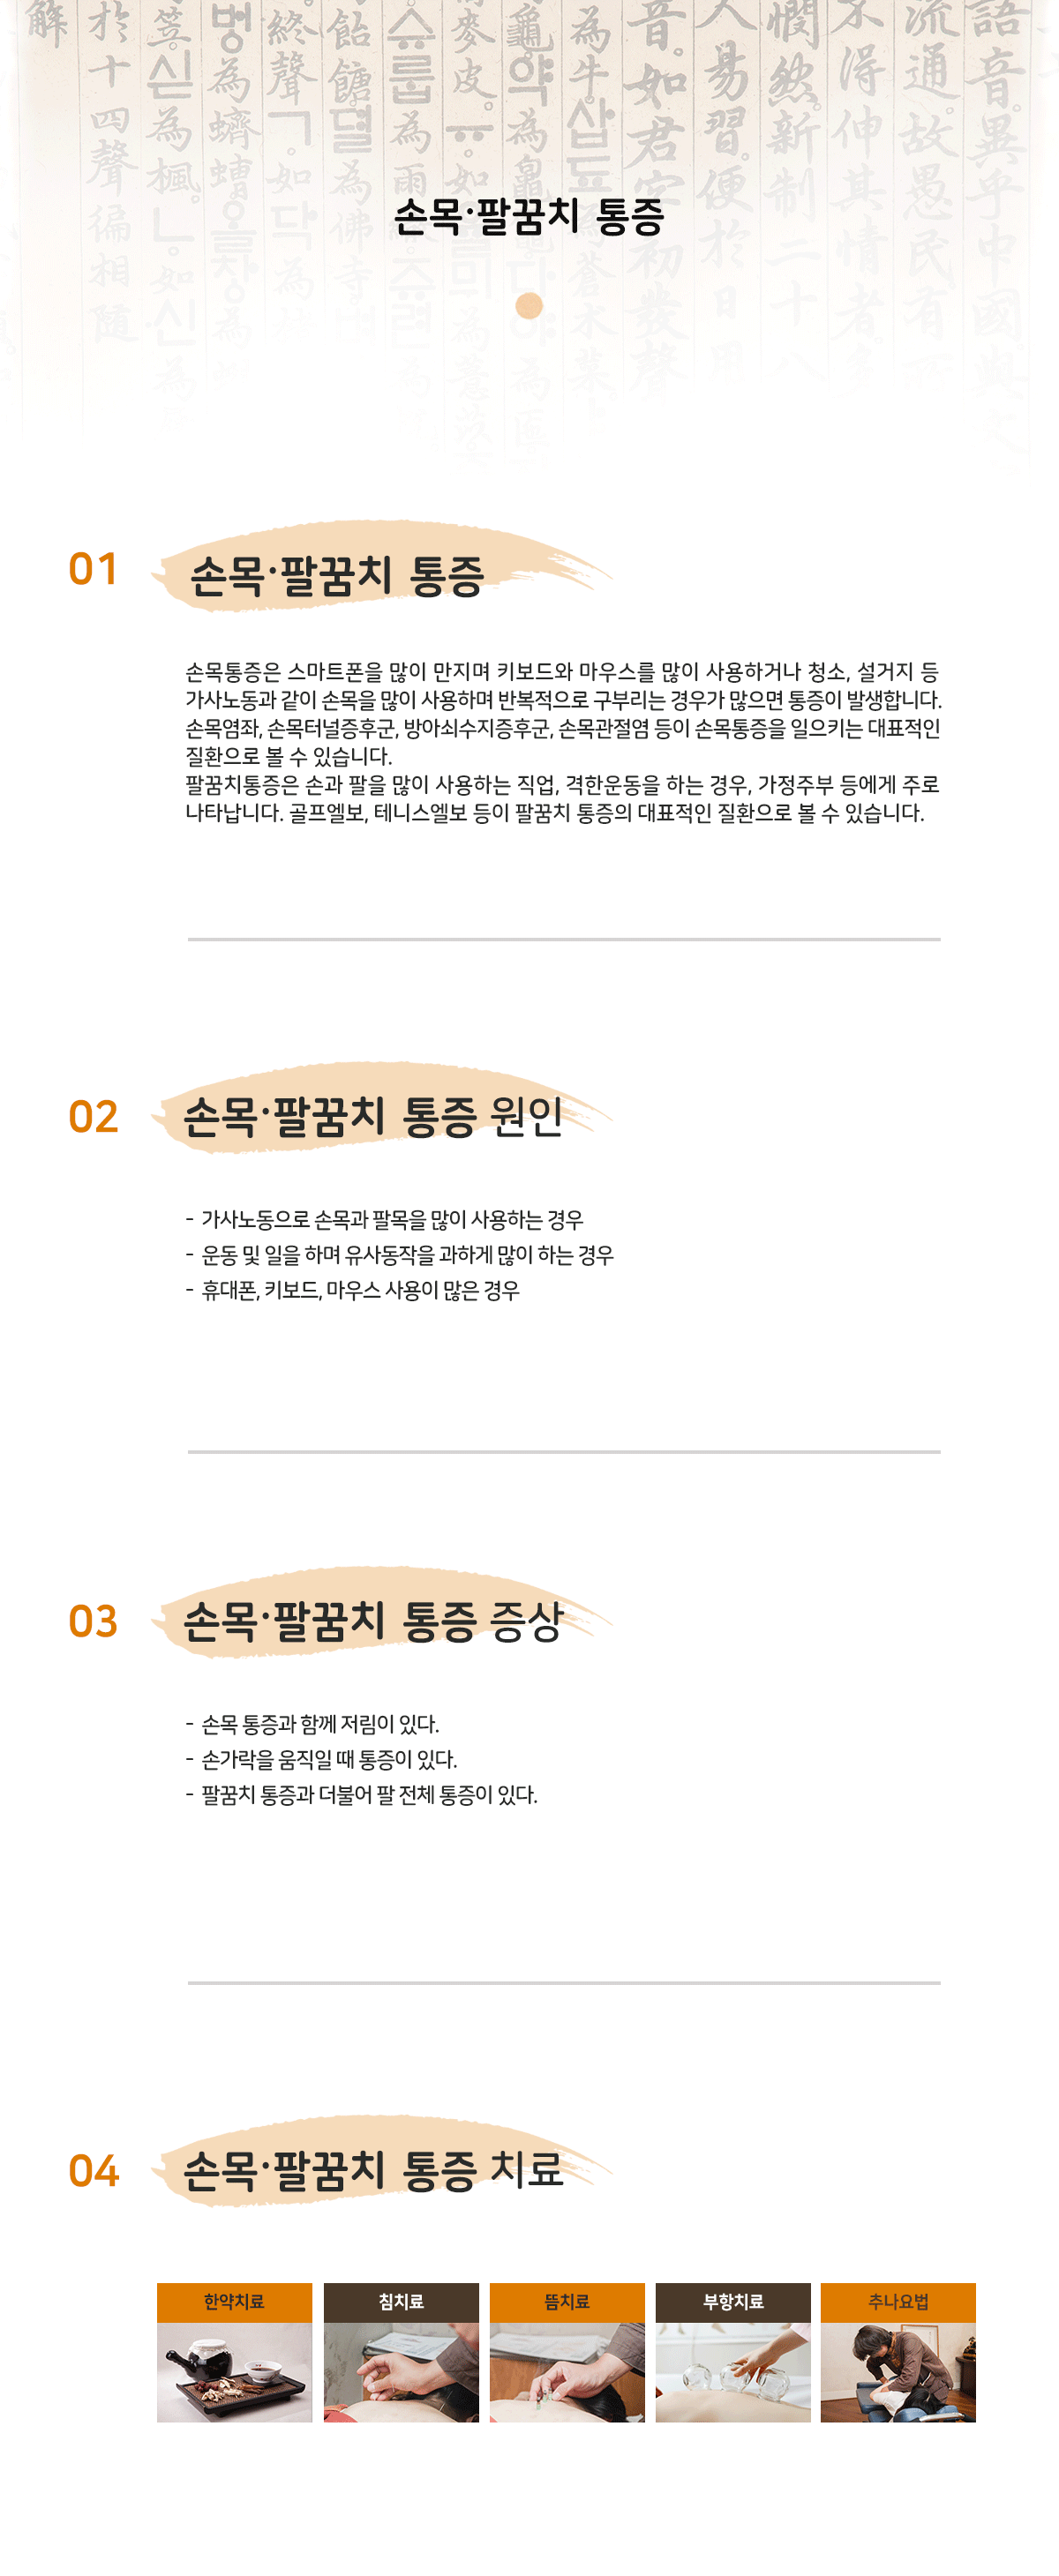 손목·팔꿈치 통증
01
손목·팔꿈치 통증
손목통증은 스마트폰을 많이 만지며 키보드와 마우스를 많이 사용하거나 청소, 설거지 등
가사노동과 같이 손목을 많이 사용하며 반복적으로 구부리는 경우가 많으면 통증이 발생합니다.
손목염좌, 손목터널증후군, 방아쇠수지증후군, 손목관절염 등이 손목통증을 일으키는 대표적인
질환으로 볼 수 있습니다.
팔꿈치통증은 손과 팔을 많이 사용하는 직업, 격한운동을 하는 경우, 가정주부 등에게 주로
나타납니다. 골프엘보, 테니스엘보 등이 팔꿈치 통증의 대표적인 질환으로 볼 수 있습니다.
02
손목·팔꿈치 통증 원인
- 가사노동으로 손목과 팔목을 많이 사용하는 경우
- 운동 및 일을 하며 유사동작을 과하게 많이 하는 경우
- 휴대폰, 키보드, 마우스 사용이 많은 경우
03
손목·팔꿈치 통증 증상
- 손목 통증과 함께 저림이 있다.
- 손가락을 움직일 때 통증이 있다.
- 팔꿈치 통증과 더불어 팔 전체 통증이 있다.
04
손목·팔꿈치 통증 치료
한약치료
침치료
뜸치료
부항치료
추나요법